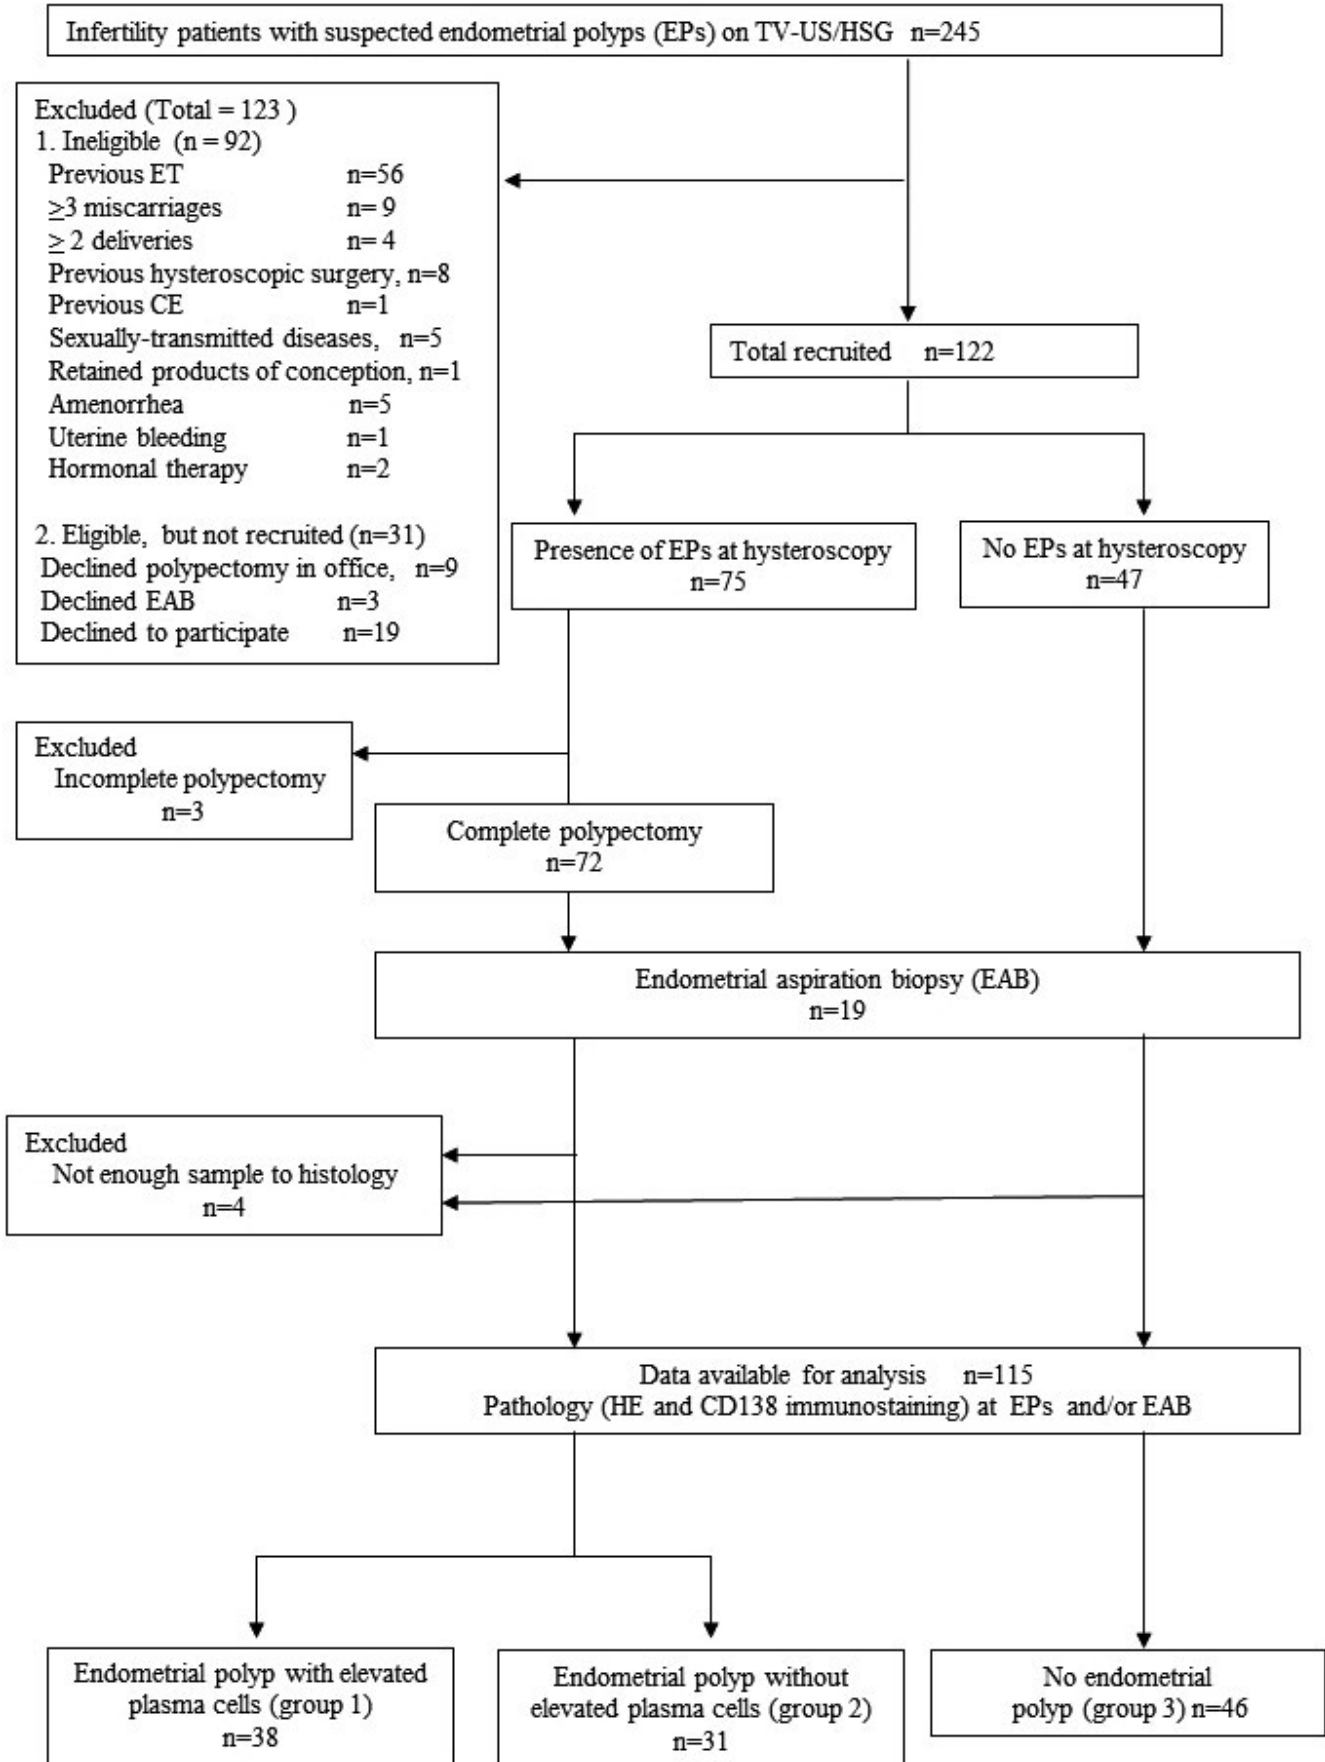 Infertility patients with suspected endometrial polyps (EPs) on TV-US/HSG n=245
Excluded (Total = 123 )
1. Ineligible (n = 92)
Previous ET n=56
≥3 miscarriages n= 9
≥ 2 deliveries n= 4
Previous hysteroscopic surgery, n=8
Previous CE n=1
Sexually-transmitted diseases, n=5
Retained products of conception, n=1
Amenorrhea n=5
Uterine bleeding n=1
Hormonal therapy n=2
2. Eligible, but not recruited (n=31)
Declined polypectomy in office, n=9
Declined EAB n=3
Declined to participate n=19
Total recruited n=122
Presence of EPs at hysteroscopy
n=75
No EPs at hysteroscopy
n=47
Excluded
Incomplete polypectomy
n=3
Complete polypectomy
n=72
Endometrial aspiration biopsy (EAB)
n=19
Excluded
Not enough sample to histology
n=4
Data available for analysis n=115
Pathology (HE and CD138 immunostaining) at EPs and/or EAB
Endometrial polyp with elevated
plasma cells (group 1)
n=38
Endometrial polyp without
elevated plasma cells (group 2)
n=31
No endometrial
polyp (group 3) n=46